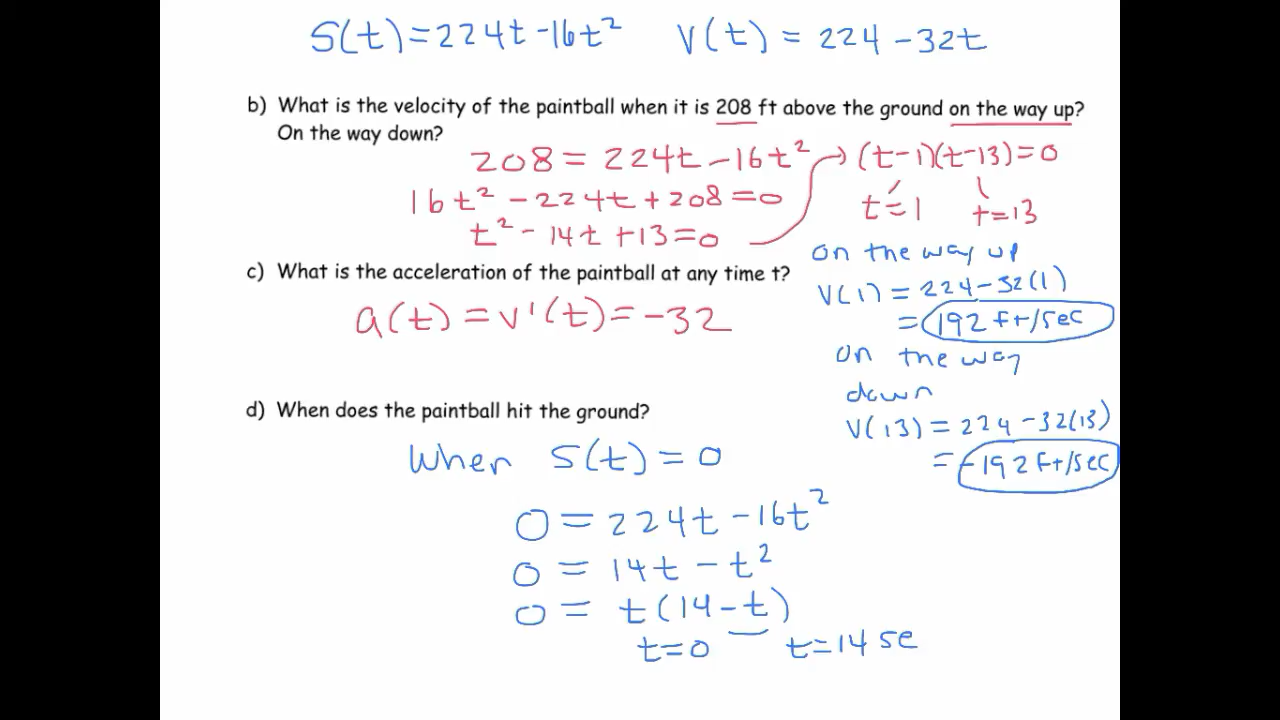 S(t)=224t-16t² V(t) = 224-32t
b) What is the velocity of the paintball when it is 208 ft above the ground on the way up?
On the way down?
208 = 224t-16t²
16t²-224t+208=0
t²-14t+13=0
(t-1)(t-13)=0
t=1 t=13
c) What is the acceleration of the paintball at any time t?
a(t) = v'(t) = -32
on the way up
V(1) = 224-32(1)
= 192 ft/sec
on the way
down
V(13) = 224-32(13)
= -192 ft/sec
d) When does the paintball hit the ground?
When S(t) = 0
0 = 224t-16t²
0 = 14t - t²
0 = t(14-t)
t=0 t=14 se